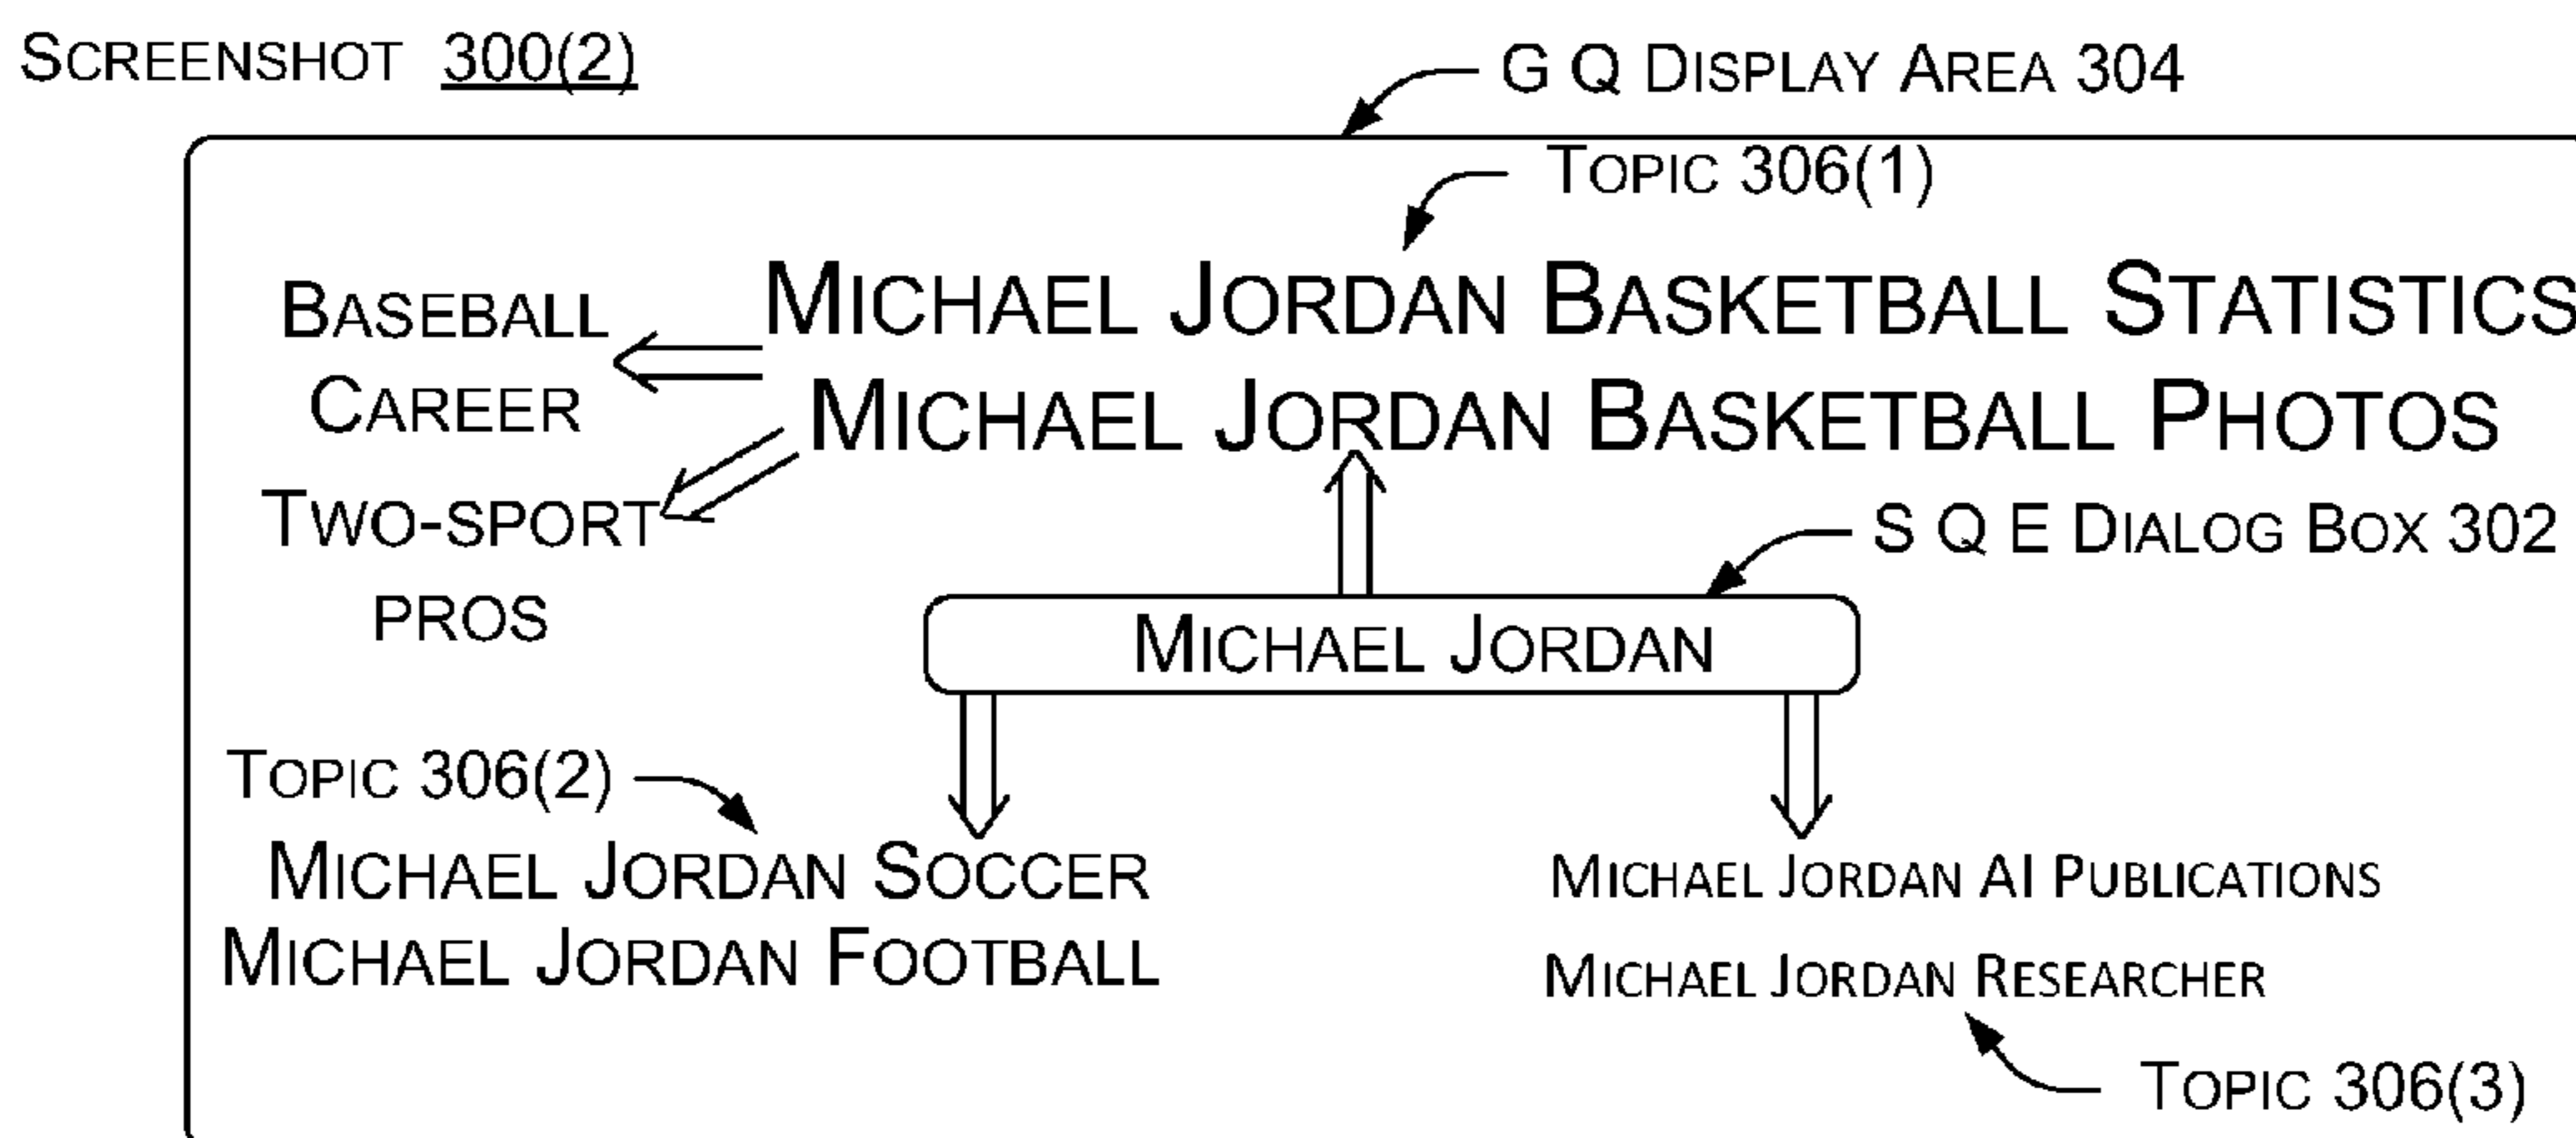 SCREENSHOT 300(2)
G Q DISPLAY AREA 304
TOPIC 306(1)
MICHAEL JORDAN BASKETBALL STATISTICS
MICHAEL JORDAN BASKETBALL PHOTOS
BASEBALL
CAREER
TWO-SPORT
PROS
S Q E DIALOG BOX 302
MICHAEL JORDAN
TOPIC 306(2)
MICHAEL JORDAN SOCCER
MICHAEL JORDAN FOOTBALL
MICHAEL JORDAN AI PUBLICATIONS
MICHAEL JORDAN RESEARCHER
TOPIC 306(3)